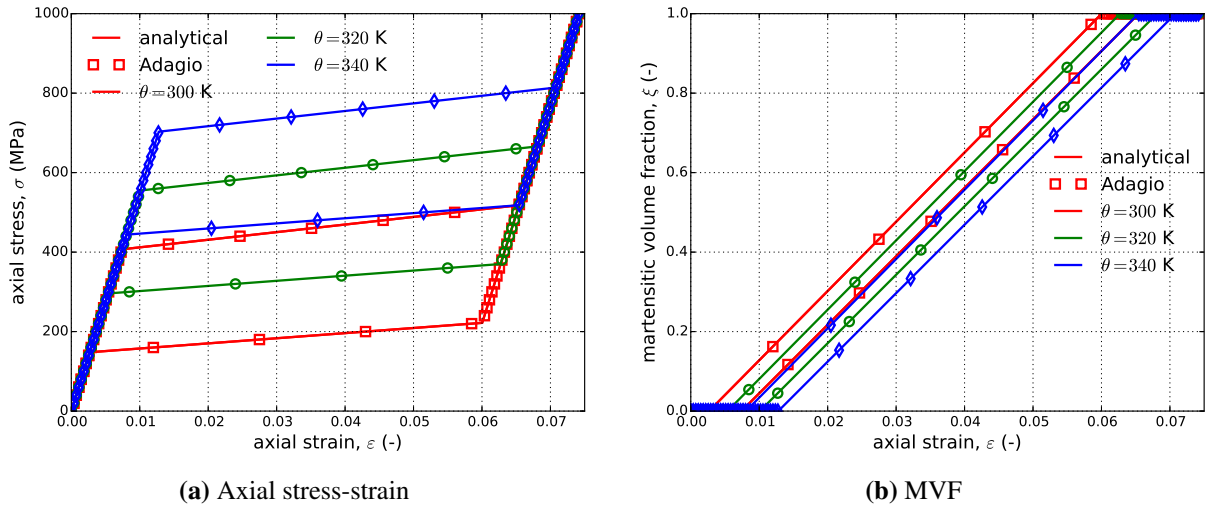 1000
800
600
400
200
0
axial stress, σ (MPa)
analytical
Adagio
θ=300 K
θ=320 K
θ=340 K
0.00 0.01 0.02 0.03 0.04 0.05 0.06 0.07
axial strain, ε (-)
(a) Axial stress-strain
1.0
0.8
0.6
0.4
0.2
0.0
martensitic volume fraction, ξ (-)
analytical
Adagio
θ=300 K
θ=320 K
θ=340 K
0.00 0.01 0.02 0.03 0.04 0.05 0.06 0.07
axial strain, ε (-)
(b) MVF